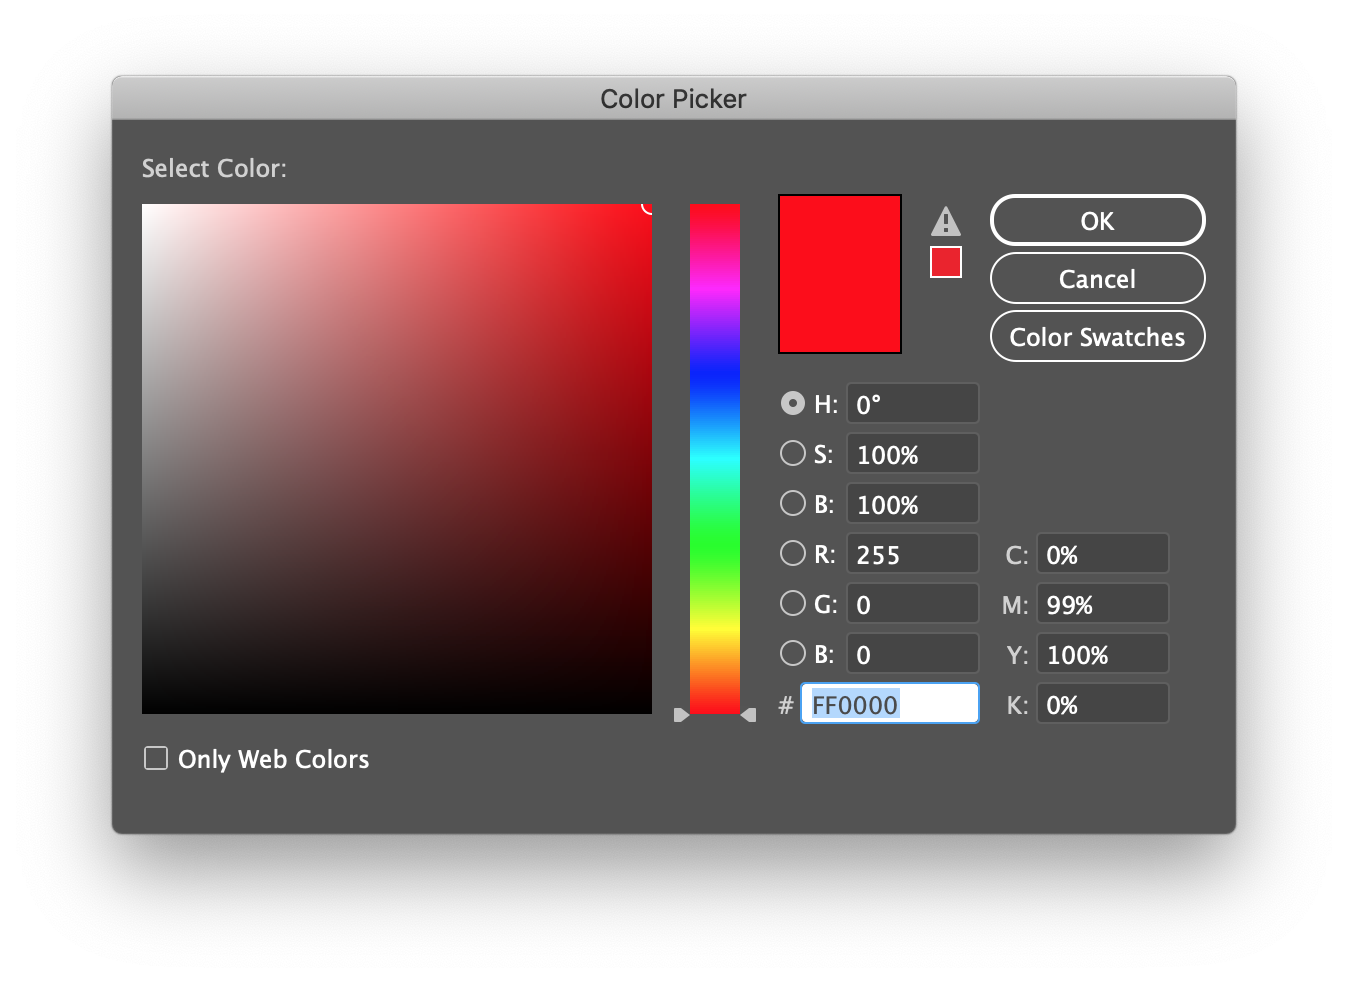 Color Picker
Select Color:
OK
Cancel
Color Swatches
H: 0°
S: 100%
B: 100%
R: 255 C: 0%
G: 0 M: 99%
B: 0 Y: 100%
# FF0000 K: 0%
Only Web Colors